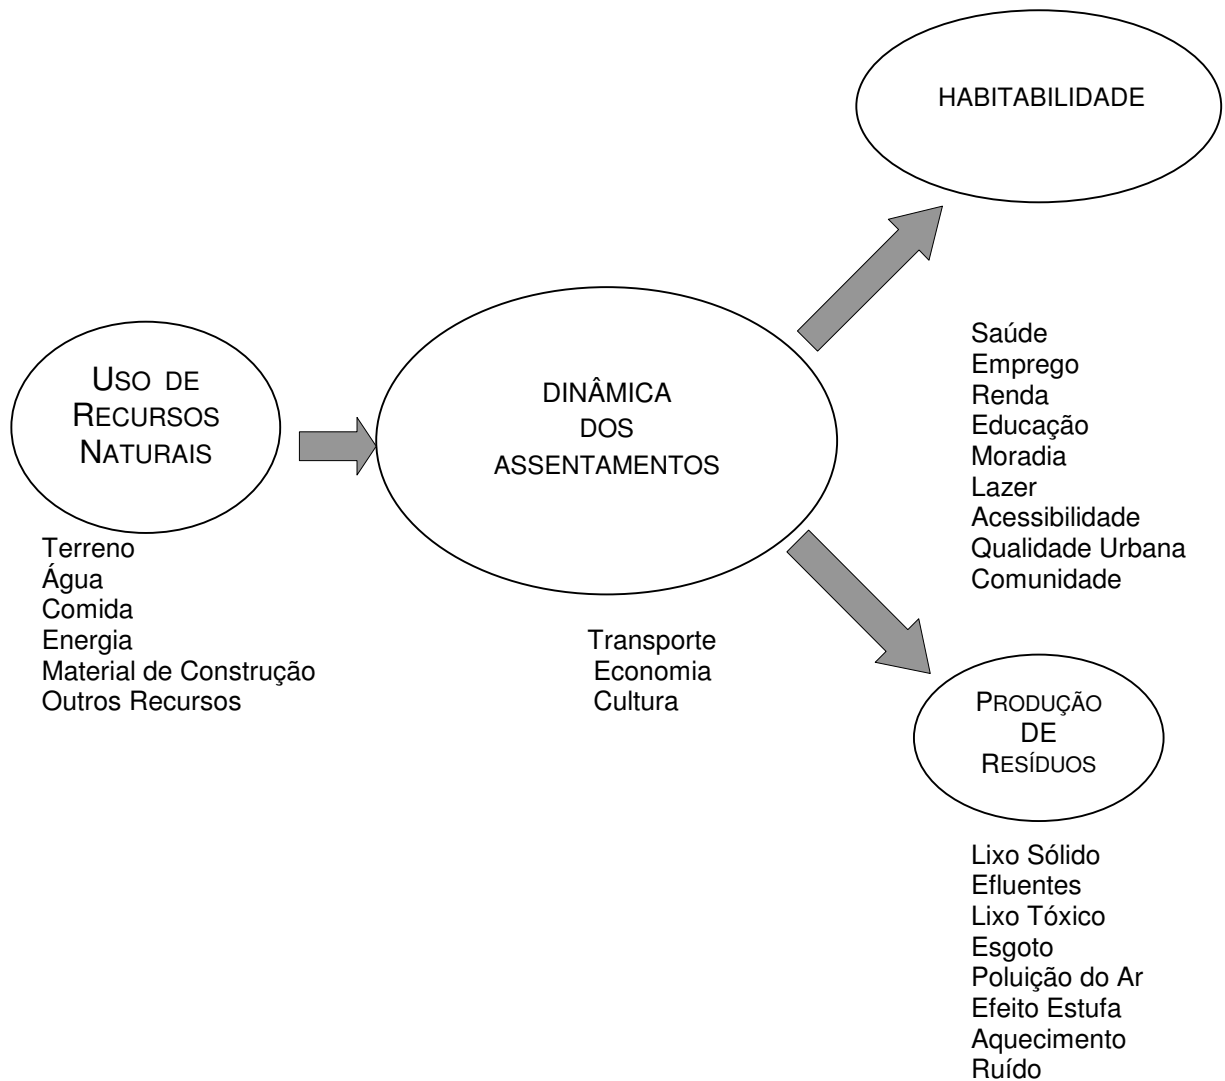 HABITABILIDADE
Saúde
Emprego
Renda
Educação
Moradia
Lazer
Acessibilidade
Qualidade Urbana
Comunidade
USO DE
RECURSOS
NATURAIS
Terreno
Água
Comida
Energia
Material de Construção
Outros Recursos
DINÂMICA
DOS
ASSENTAMENTOS
Transporte
Economia
Cultura
PRODUÇÃO
DE
RESÍDUOS
Lixo Sólido
Efluentes
Lixo Tóxico
Esgoto
Poluição do Ar
Efeito Estufa
Aquecimento
Ruído